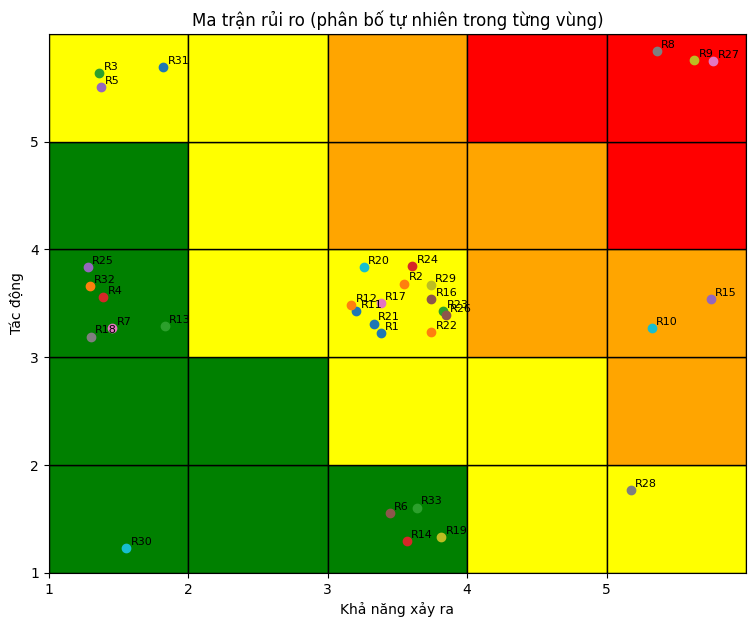 Ma trận rủi ro (phân bố tự nhiên trong từng vùng)
R8
R3
R31
R9
R27
R5
5
4
R25
R20
R24
R32
R2
R29
R4
R12
R17
R16
R15
R11
R23
R26
R7
R13
R21
R10
R18
R1
R22
3
2
R28
R6
R33
R14
R19
R30
1
1
2
3
4
5
Tác động
Khả năng xảy ra